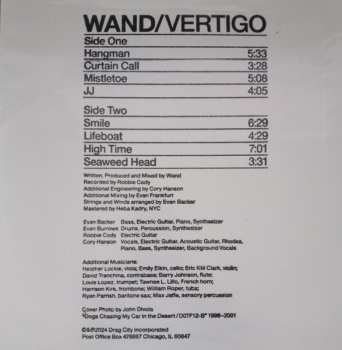 WAND/VERTIGO
Side One
Hangman 5:33
Curtain Call 3:28
Mistletoe 5:08
JJ 4:05
Side Two
Smile 6:29
Lifeboat 4:29
High Time 7:01
Seaweed Head 3:31
Written, Produced and Mixed by Wand
Recorded by Robbie Cody
Additional Engineering by Cory Hanson
Additional Mixing by Evan Frankfurt
Strings and Winds arranged by Evan Backer
Mastered by Heba Kadry, NYC
Evan Backer Bass, Electric Guitar, Piano, Synthesizer
Evan Burrows Drums, Percussion, Synthesizer
Robbie Cody Electric Guitar
Cory Hanson Vocals, Electric Guitar, Acoustic Guitar, Rhodes,
Piano, Bass, Synthesizer, Background Vocals
Additional Musicians:
Heather Lockie, viola; Emily Elkin, cello; Eric KM Clark, violin;
David Tranchina, contrabass; Barry Johnson, flute;
Louis Lopez, trumpet; Tawnee L. Lillo, French horn;
Harrison Kirk, trombone; William Roper, tuba;
Ryan Parrish, baritone sax; Max Jaffe, sensory percussion
Cover Photo by John Divola
"Dogs Chasing My Car in the Desert / D07F12-B" 1996–2001
©&℗2024 Drag City Incorporated
Post Office Box 476867 Chicago, IL 60647